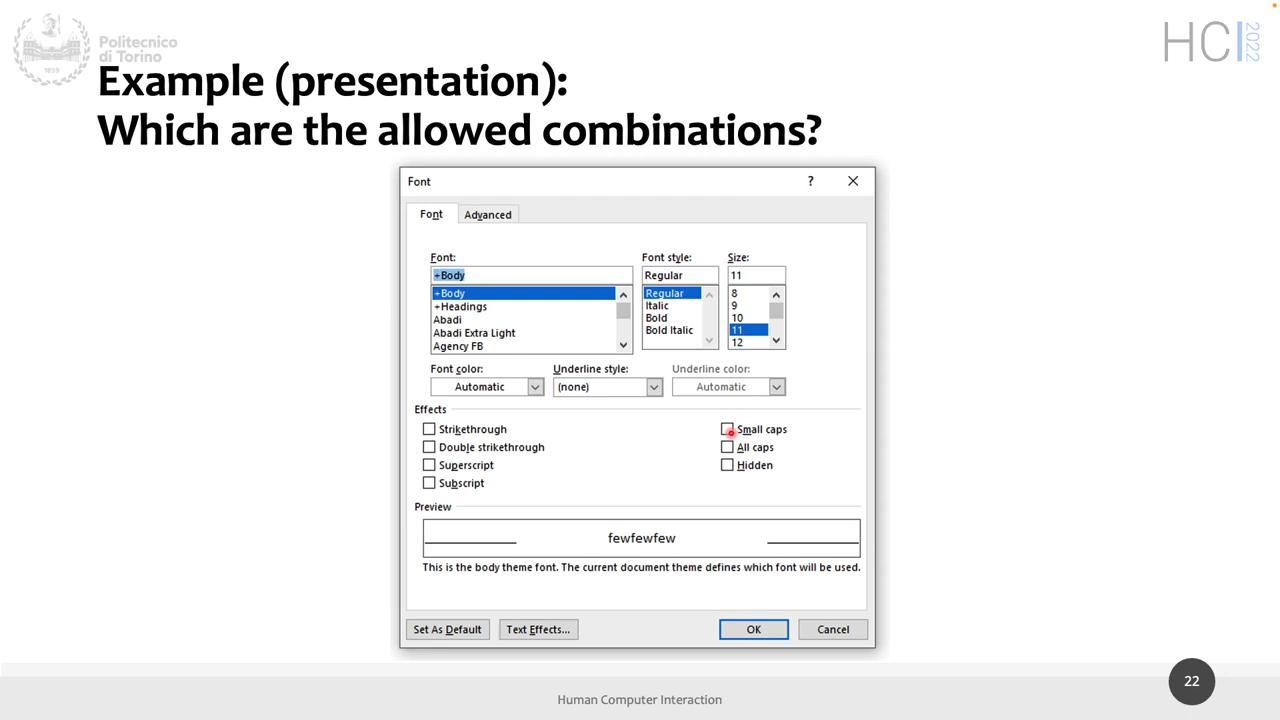 Politecnico
di Torino
1859
HCI 2022
Example (presentation):
Which are the allowed combinations?
Font
?
Font
Advanced
Font:
Font style:
Size:
+Body
Regular
11
+Body
+Headings
Abadi
Abadi Extra Light
Agency FB
Regular
Italic
Bold
Bold Italic
8
9
10
11
12
Font color:
Underline style:
Underline color:
Automatic
(none)
Automatic
Effects
Strikethrough
Double strikethrough
Superscript
Subscript
Small caps
All caps
Hidden
Preview
fewfewfew
This is the body theme font. The current document theme defines which font will be used.
Set As Default
Text Effects...
OK
Cancel
Human Computer Interaction
22